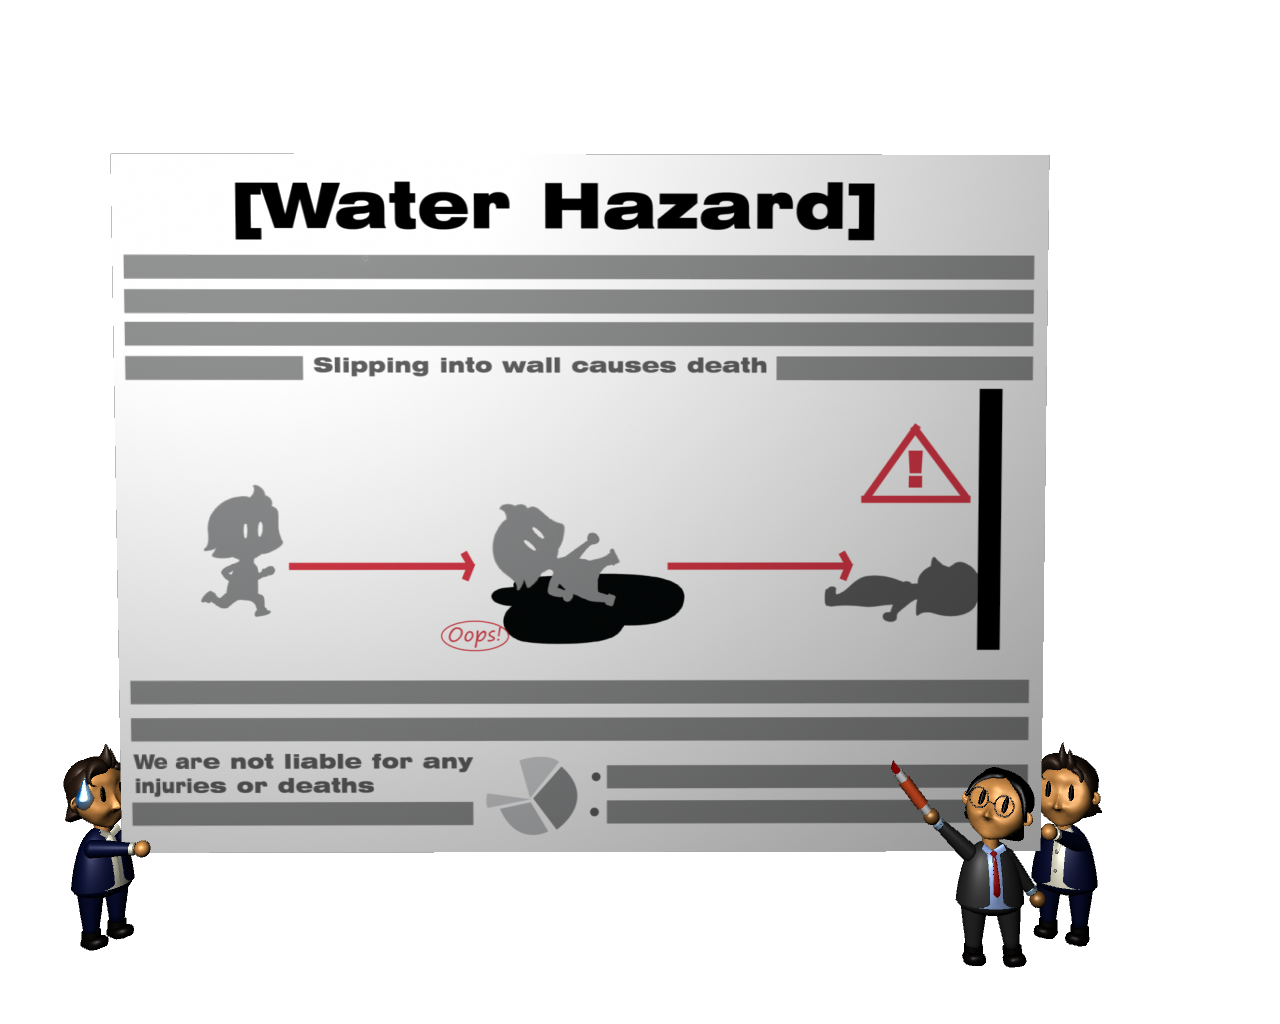 [Water Hazard]
Slipping into wall causes death
!
Oops!
We are not liable for any
injuries or deaths